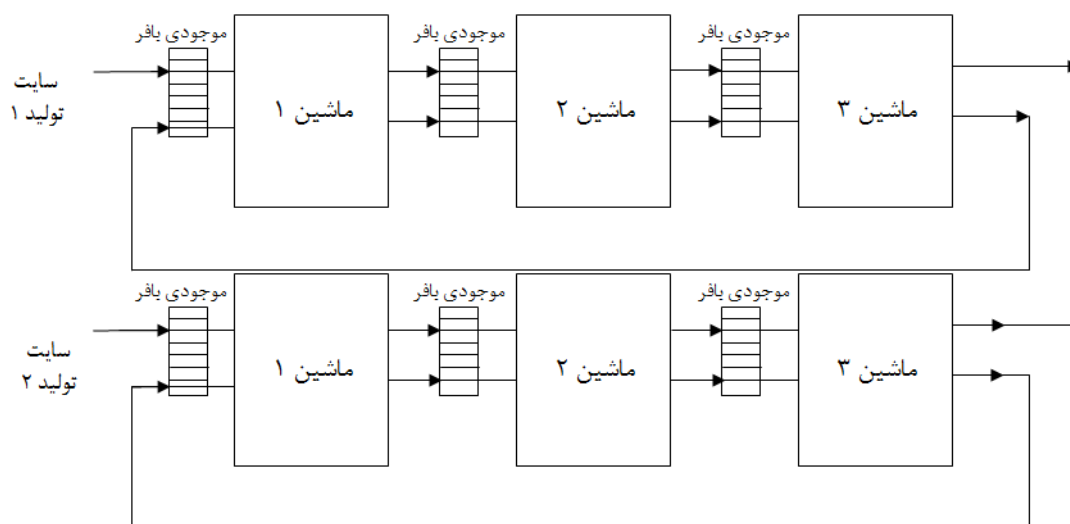 موجودی بافر
موجودی بافر
موجودی بافر
سایت
تولید ۱
ماشین ۱
ماشین ۲
ماشین ۳
موجودی بافر
موجودی بافر
موجودی بافر
سایت
تولید ۲
ماشین ۱
ماشین ۲
ماشین ۳